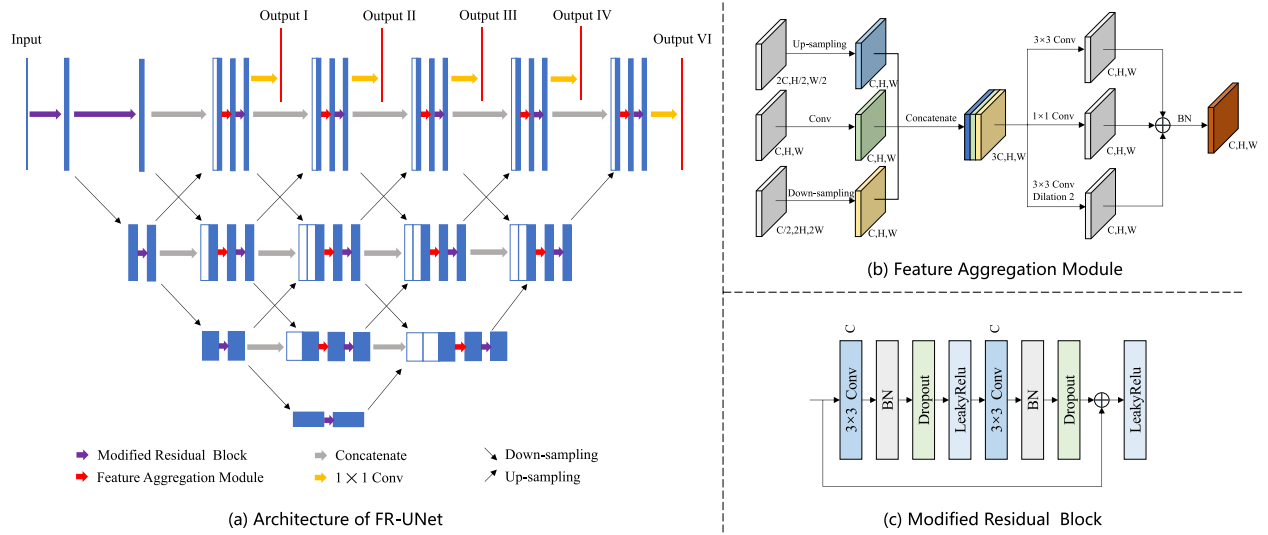 Input
Output I
Output II
Output III
Output IV
Output VI
Modified Residual Block
Concatenate
Down-sampling
Feature Aggregation Module
1 × 1 Conv
Up-sampling
(a) Architecture of FR-UNet
Up-sampling
2C,H/2,W/2
C,H,W
Conv
C,H,W
C,H,W
Down-sampling
C/2,2H,2W
C,H,W
Concatenate
3C,H,W
3×3 Conv
C,H,W
1×1 Conv
C,H,W
3×3 Conv
Dilation 2
C,H,W
BN
C,H,W
(b) Feature Aggregation Module
C
C
3×3 Conv
BN
Dropout
LeakyRelu
3×3 Conv
BN
Dropout
LeakyRelu
(c) Modified Residual Block